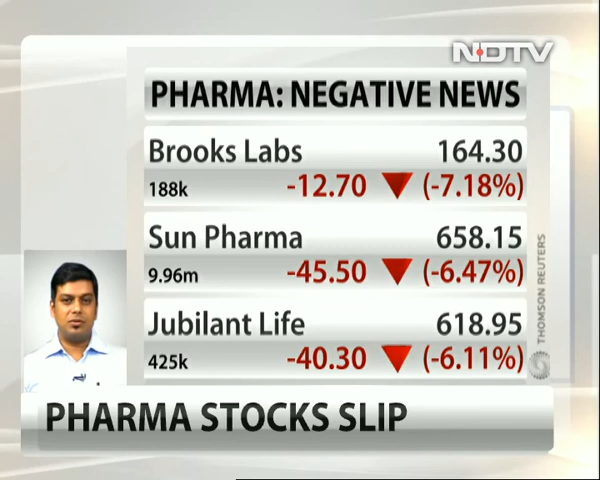 NDTV
PHARMA: NEGATIVE NEWS
Brooks Labs 164.30
188k -12.70 (-7.18%)
Sun Pharma 658.15
9.96m -45.50 (-6.47%)
Jubilant Life 618.95
425k -40.30 (-6.11%)
THOMSON REUTERS
PHARMA STOCKS SLIP